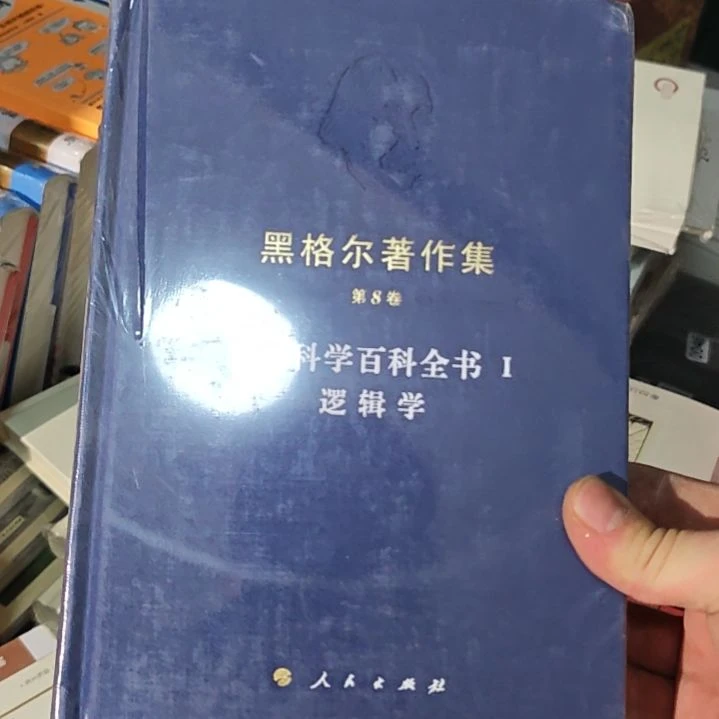 黑格尔著作集
第8卷
科学百科全书 I
逻辑学
人民出版社